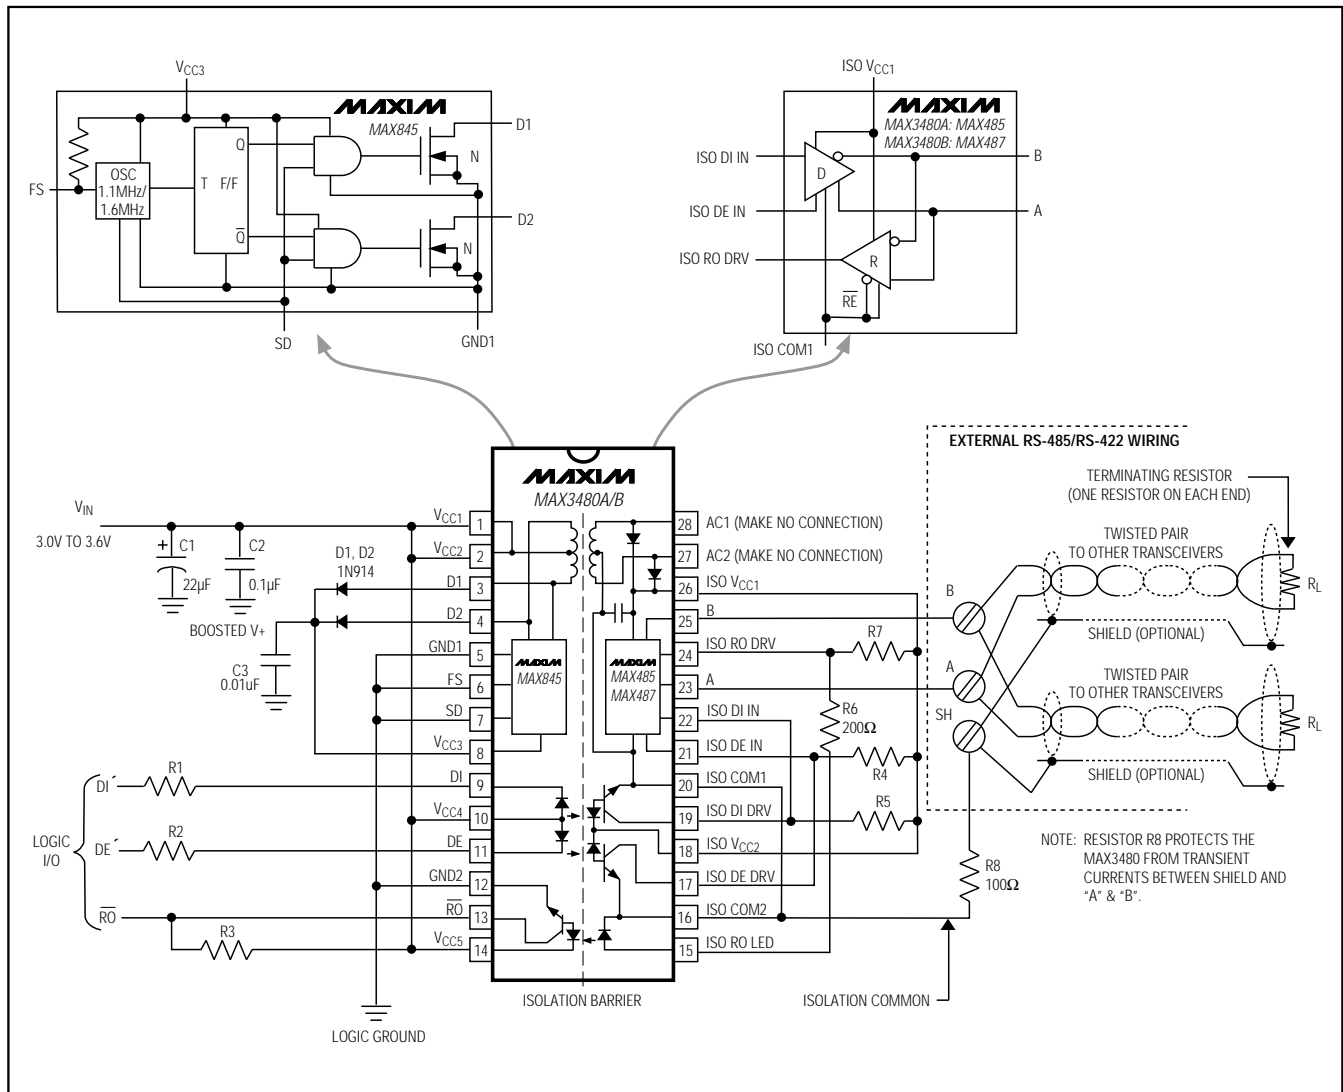 VCC3
MAXIM
MAX845
D1
Q
N
OSC
1.1MHz/
1.6MHz
T F/F
FS
D2
Q̅
N
SD
GND1
ISO VCC1
MAXIM
MAX3480A: MAX485
MAX3480B: MAX487
ISO DI IN
B
D
ISO DE IN
A
ISO RO DRV
R
R̅E̅
ISO COM1
EXTERNAL RS-485/RS-422 WIRING
TERMINATING RESISTOR
(ONE RESISTOR ON EACH END)
TWISTED PAIR
TO OTHER TRANSCEIVERS
B
RL
SHIELD (OPTIONAL)
A
TWISTED PAIR
TO OTHER TRANSCEIVERS
SH
RL
SHIELD (OPTIONAL)
MAXIM
MAX3480A/B
VIN
3.0V TO 3.6V
+ C1
22µF
C2
0.1µF
D1, D2
1N914
BOOSTED V+
C3
0.01uF
VCC1 1
VCC2 2
D1 3
D2 4
GND1 5
FS 6
SD 7
VCC3 8
DI 9
VCC4 10
DE 11
GND2 12
R̅O̅ 13
VCC5 14
MAXIM
MAX845
MAXIM
MAX485
MAX487
28 AC1 (MAKE NO CONNECTION)
27 AC2 (MAKE NO CONNECTION)
26 ISO VCC1
25 B
24 ISO RO DRV
23 A
22 ISO DI IN
21 ISO DE IN
20 ISO COM1
19 ISO DI DRV
18 ISO VCC2
17 ISO DE DRV
16 ISO COM2
15 ISO RO LED
R7
R6
200Ω
R4
R5
R8
100Ω
LOGIC
I/O
DI´
R1
DE´
R2
R̅O̅
R3
NOTE: RESISTOR R8 PROTECTS THE
MAX3480 FROM TRANSIENT
CURRENTS BETWEEN SHIELD AND
"A" & "B".
ISOLATION BARRIER
ISOLATION COMMON
LOGIC GROUND